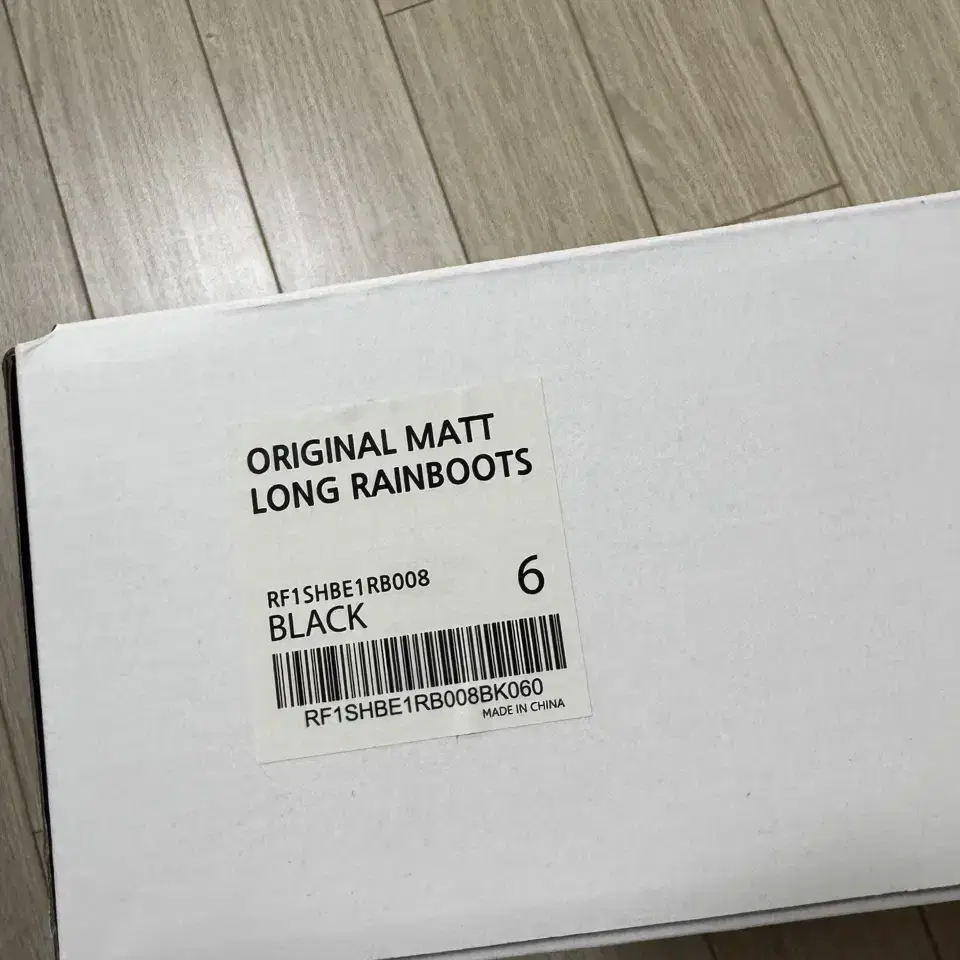 ORIGINAL MATT
LONG RAINBOOTS
RF1SHBE1RB008
BLACK
6
RF1SHBE1RB008BK060
MADE IN CHINA